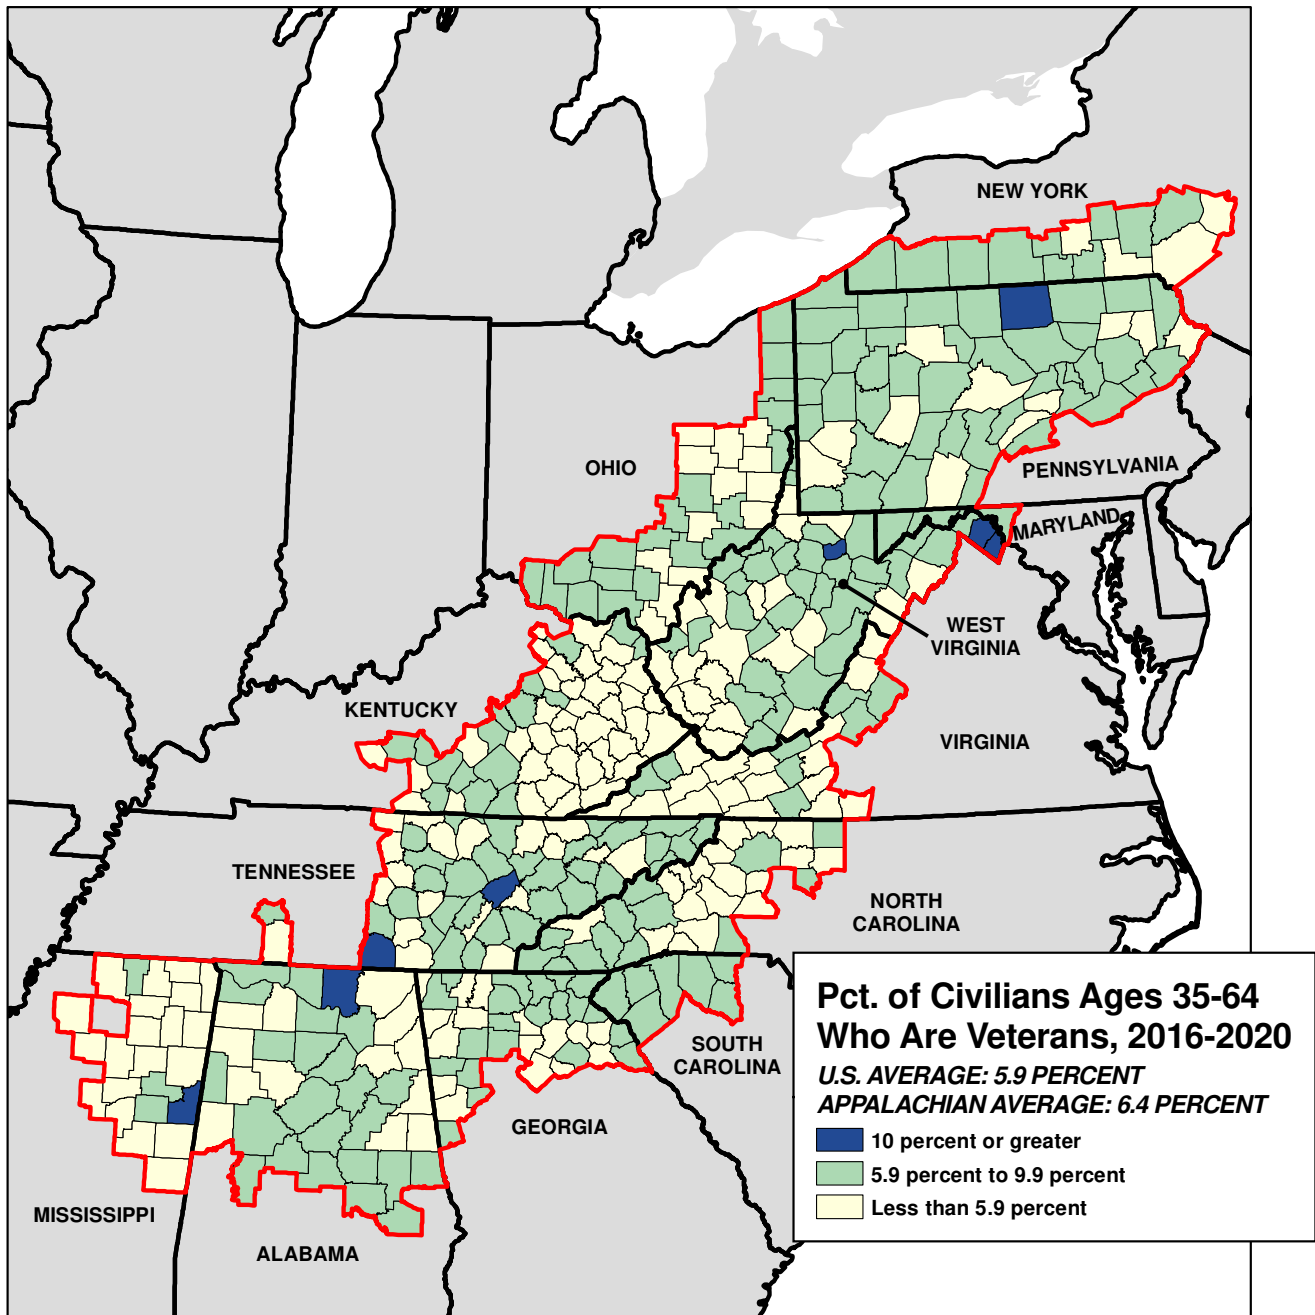 NEW YORK
OHIO
PENNSYLVANIA
MARYLAND
WEST
VIRGINIA
KENTUCKY
VIRGINIA
TENNESSEE
NORTH
CAROLINA
SOUTH
CAROLINA
GEORGIA
MISSISSIPPI
ALABAMA
Pct. of Civilians Ages 35-64
Who Are Veterans, 2016-2020
U.S. AVERAGE: 5.9 PERCENT
APPALACHIAN AVERAGE: 6.4 PERCENT
10 percent or greater
5.9 percent to 9.9 percent
Less than 5.9 percent